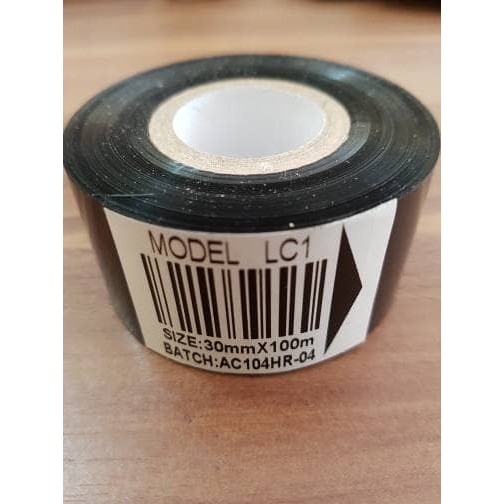 MODEL LC1
SIZE:30mmX100m
BATCH:AC104HR-04